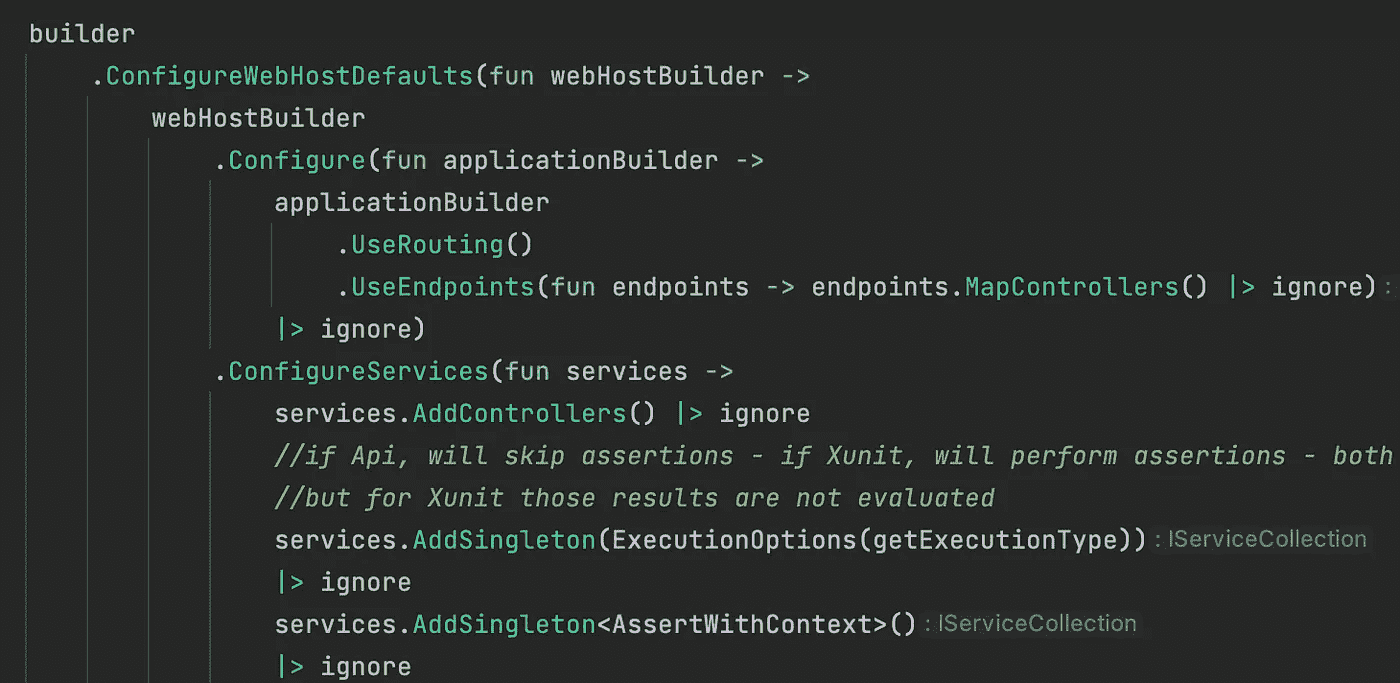 builder
.ConfigureWebHostDefaults(fun webHostBuilder ->
webHostBuilder
.Configure(fun applicationBuilder ->
applicationBuilder
.UseRouting()
.UseEndpoints(fun endpoints -> endpoints.MapControllers() |> ignore) :
|> ignore)
.ConfigureServices(fun services ->
services.AddControllers() |> ignore
//if Api, will skip assertions - if Xunit, will perform assertions - both
//but for Xunit those results are not evaluated
services.AddSingleton(ExecutionOptions(getExecutionType)) : IServiceCollection
|> ignore
services.AddSingleton<AssertWithContext>() : IServiceCollection
|> ignore